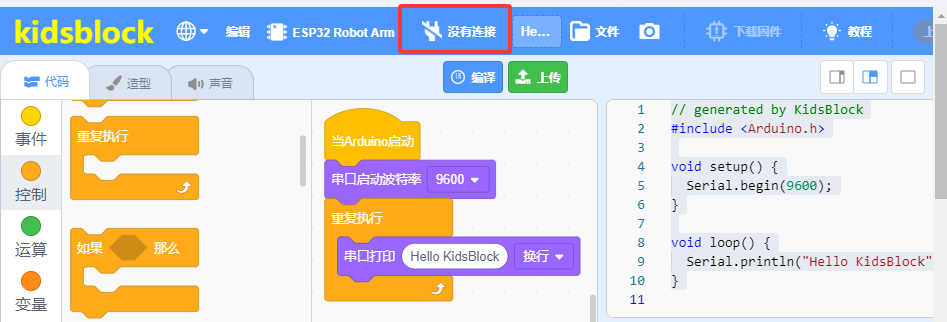 kidsblock 编辑 ESP32 Robot Arm 没有连接 He... 文件 下载固件 教程 上
代码 造型 声音 编译 上传
事件
控制
运算
变量
重复执行
如果 那么
当Arduino启动
串口启动波特率 9600
重复执行
串口打印 Hello KidsBlock 换行
1 // generated by KidsBlock
2 #include <Arduino.h>
3
4 void setup() {
5 Serial.begin(9600);
6 }
7
8 void loop() {
9 Serial.println("Hello KidsBlock"
10 }
11